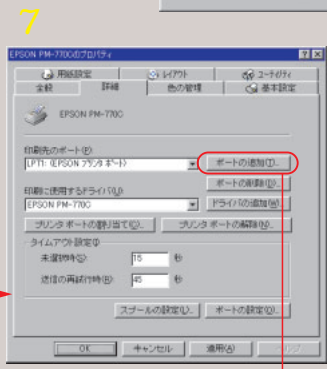 7
EPSON PM-770Cのプロパティ
用紙設定 レイアウト ユーティリティ
全般 詳細 色の管理 基本設定
EPSON PM-770C
印刷先のポート(P)
LPT1: (EPSON プリンタ ポート) ポートの追加(T)...
ポートの削除(D)...
印刷に使用するドライバ(U)
EPSON PM-770C ドライバの追加(W)...
プリンタ ポートの割り当て(C)... プリンタ ポートの解除(N)...
タイムアウト設定
未選択時(S): 15 秒
送信の再試行時(R): 45 秒
スプールの設定(L)... ポートの設定(O)...
OK キャンセル 適用(A) ヘルプ